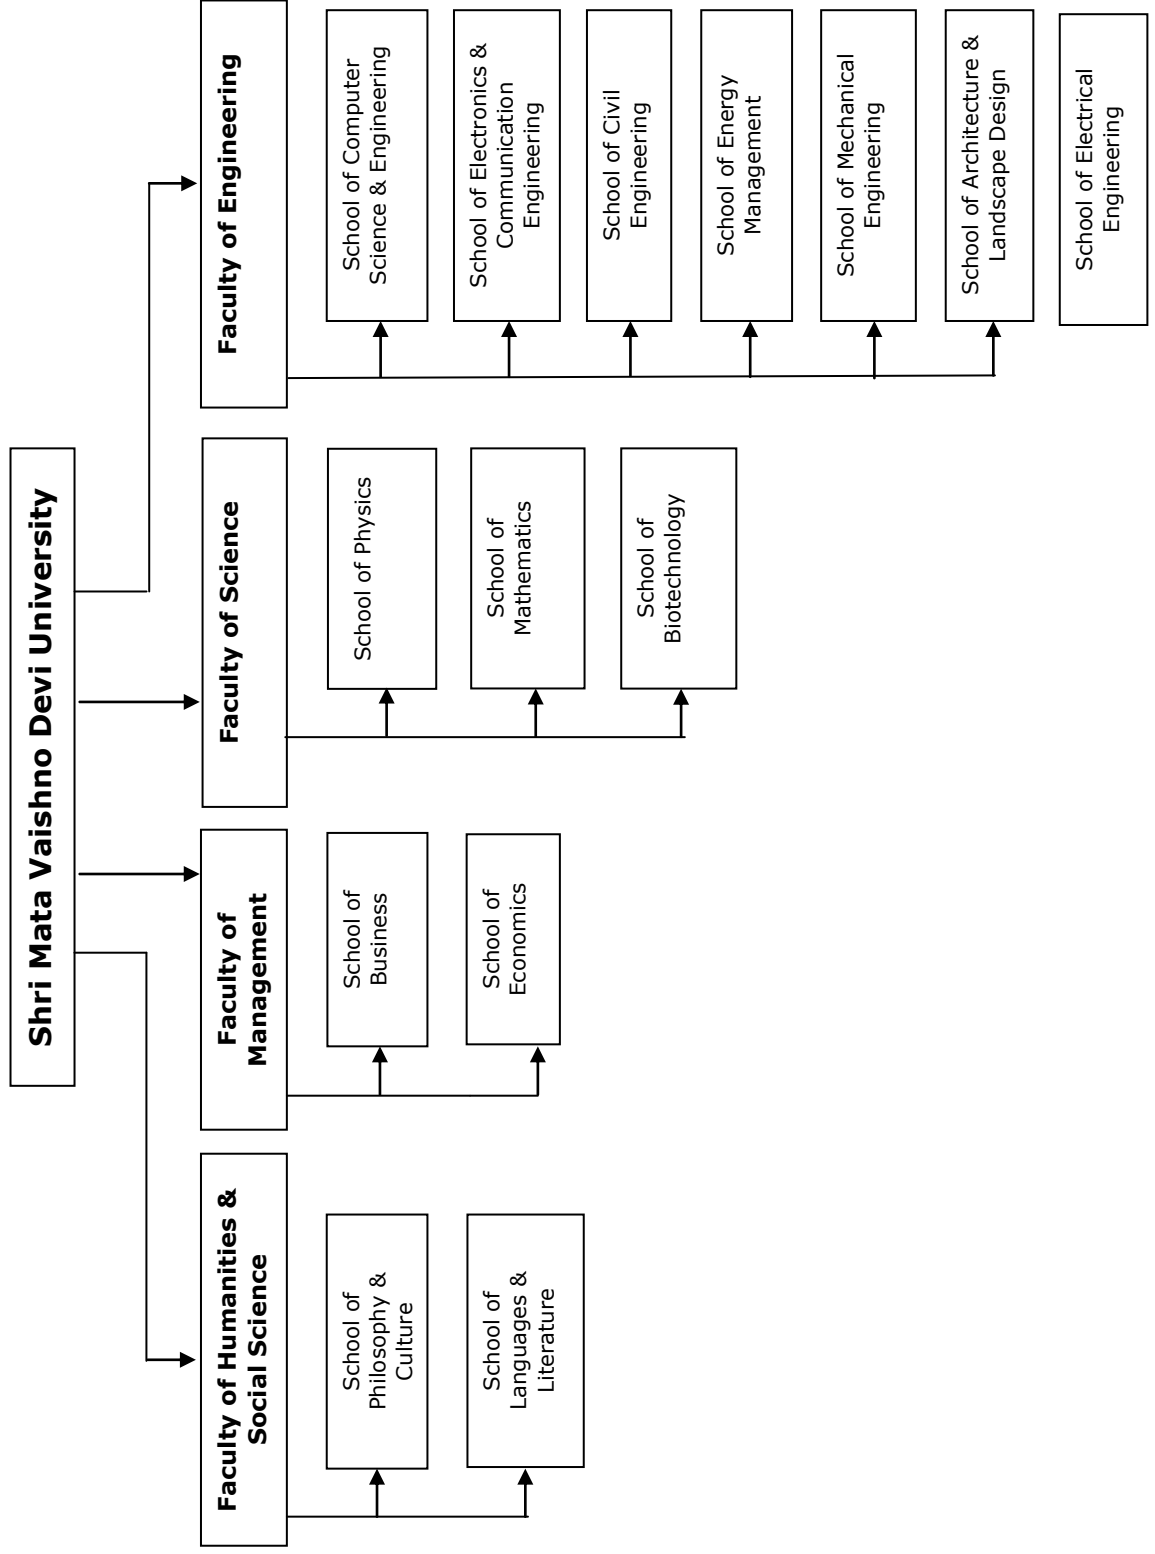 Shri Mata Vaishno Devi University
Faculty of Humanities &
Social Science
School of
Philosophy &
Culture
School of
Languages &
Literature
Faculty of
Management
School of
Business
School of
Economics
Faculty of Science
School of Physics
School of
Mathematics
School of
Biotechnology
Faculty of Engineering
School of Computer
Science & Engineering
School of Electronics &
Communication
Engineering
School of Civil
Engineering
School of Energy
Management
School of Mechanical
Engineering
School of Architecture &
Landscape Design
School of Electrical
Engineering